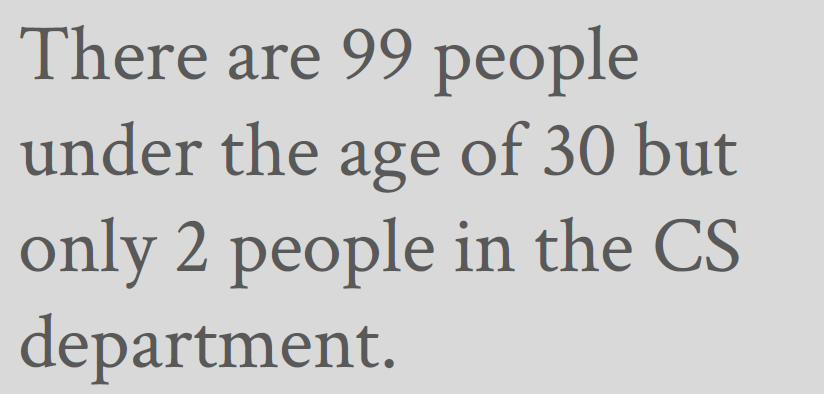 There are 99 people
under the age of 30 but
only 2 people in the CS
department.